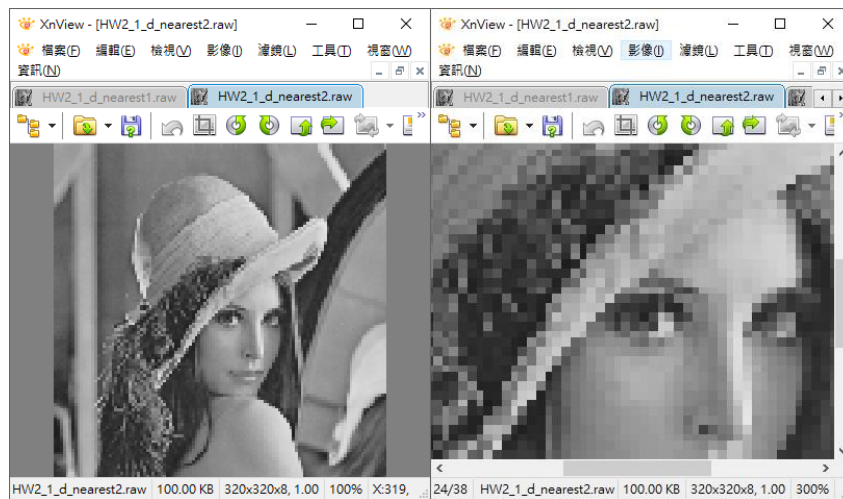 XnView - [HW2_1_d_nearest2.raw]
檔案(F) 編輯(E) 檢視(V) 影像(I) 濾鏡(L) 工具(T) 視窗(W)
資訊(N)
HW2_1_d_nearest1.raw HW2_1_d_nearest2.raw
HW2_1_d_nearest2.raw 100.00 KB 320x320x8, 1.00 100% X:319,
XnView - [HW2_1_d_nearest2.raw]
檔案(F) 編輯(E) 檢視(V) 影像(I) 濾鏡(L) 工具(T) 視窗(W)
資訊(N)
HW2_1_d_nearest1.raw HW2_1_d_nearest2.raw
24/38 HW2_1_d_nearest2.raw 100.00 KB 320x320x8, 1.00 300%